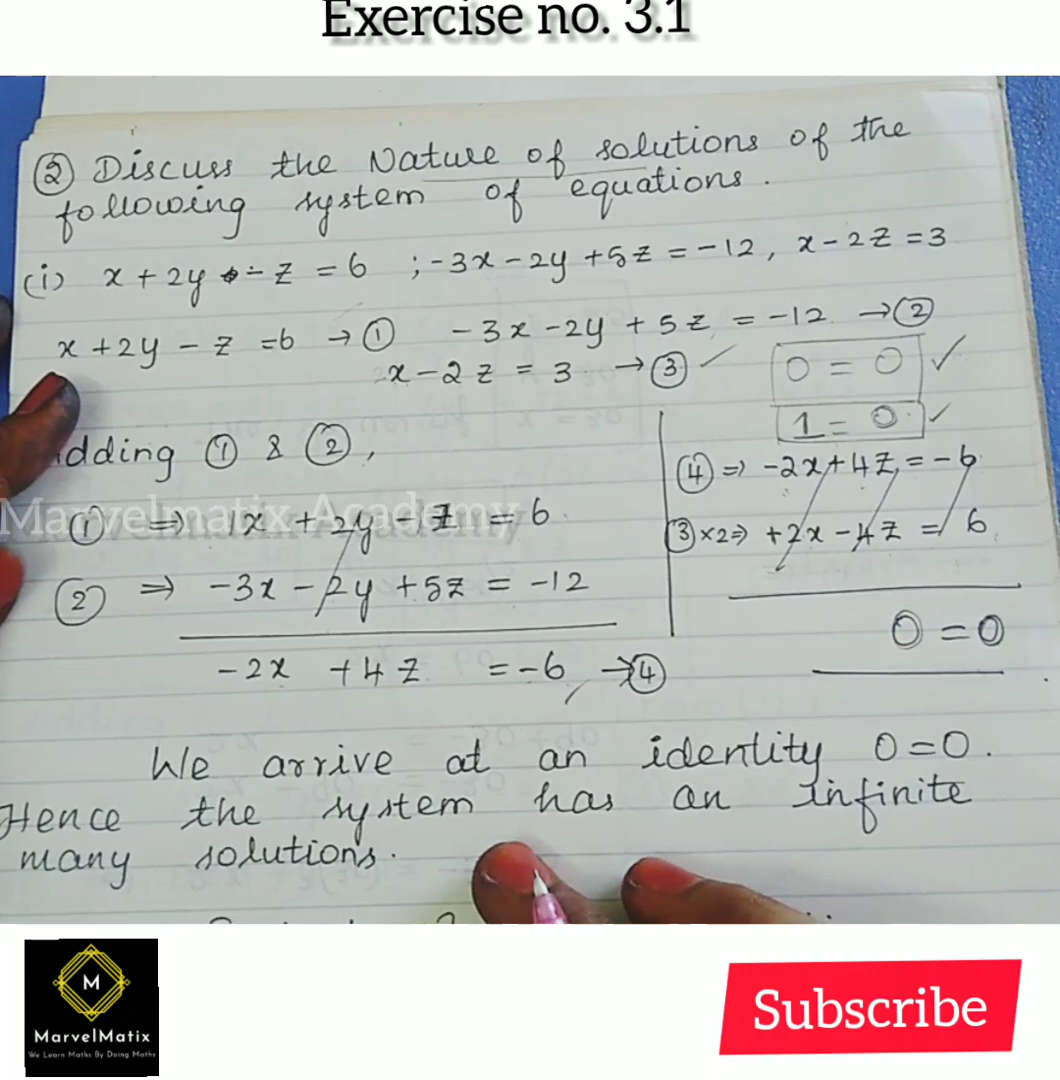 Exercise no. 3.1
② Discuss the Nature of solutions of the
following system of equations.
(i) x + 2y - z = 6 ; -3x - 2y + 5z = -12, x - 2z = 3
x + 2y - z = 6 → ① -3x - 2y + 5z = -12 → ②
x - 2z = 3 → ③ ✓
0 = 0 ✓
1 = 0 ✓
dding ① & ②,
① ⇒ 1x + 2y - 1z = 6
② ⇒ -3x - 2y + 5z = -12
-2x + 4z = -6 → ④
④ ⇒ -2x + 4z = -6
③×2 ⇒ +2x - 4z = 6
0 = 0
Marvelmatix Academy
We arrive at an identity 0=0.
Hence the system has an infinite
many solutions.
M
MarvelMatix
We Learn Maths By Doing Maths
Subscribe